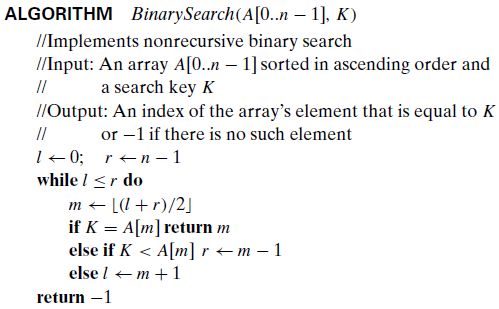 ALGORITHM BinarySearch(A[0..n − 1], K)
//Implements nonrecursive binary search
//Input: An array A[0..n − 1] sorted in ascending order and
// a search key K
//Output: An index of the array's element that is equal to K
// or −1 if there is no such element
l ← 0; r ← n − 1
while l ≤ r do
m ← ⌊(l + r)/2⌋
if K = A[m] return m
else if K < A[m] r ← m − 1
else l ← m + 1
return −1